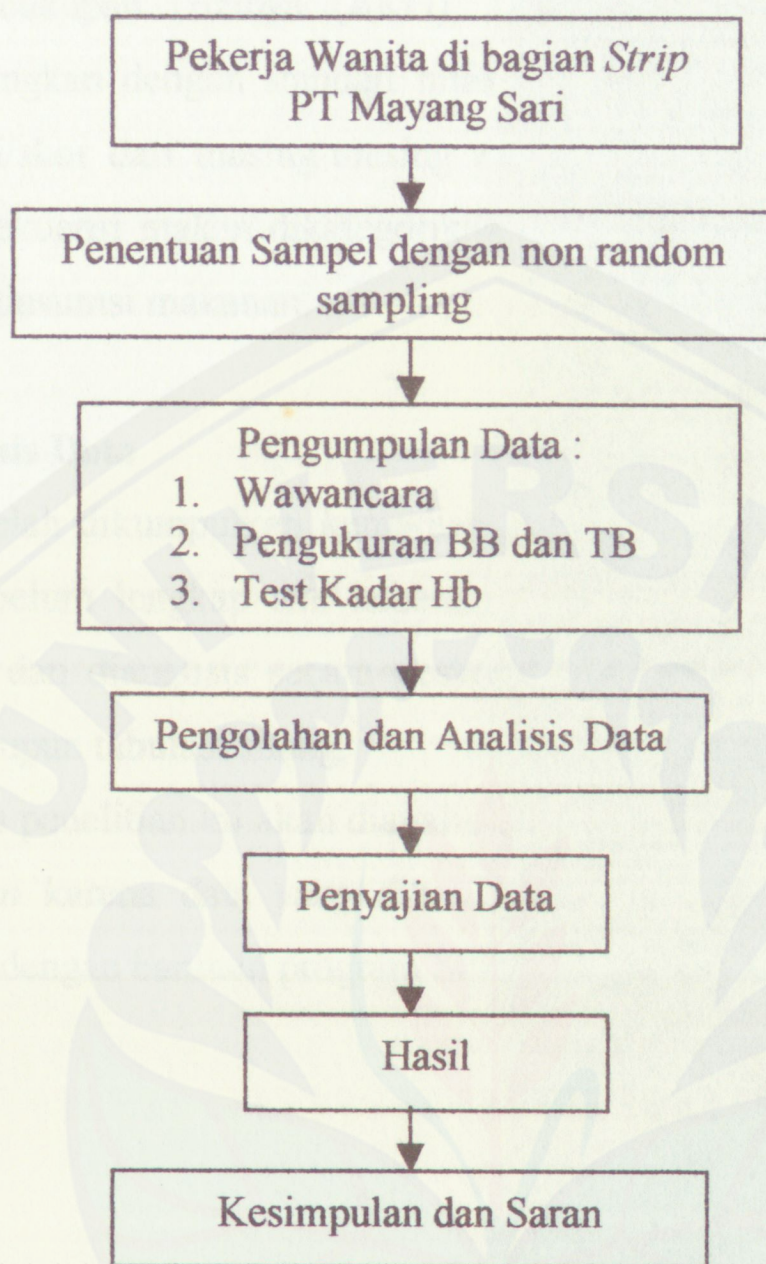 Pekerja Wanita di bagian Strip
PT Mayang Sari
Penentuan Sampel dengan non random
sampling
Pengumpulan Data :
1. Wawancara
2. Pengukuran BB dan TB
3. Test Kadar Hb
Pengolahan dan Analisis Data
Penyajian Data
Hasil
Kesimpulan dan Saran